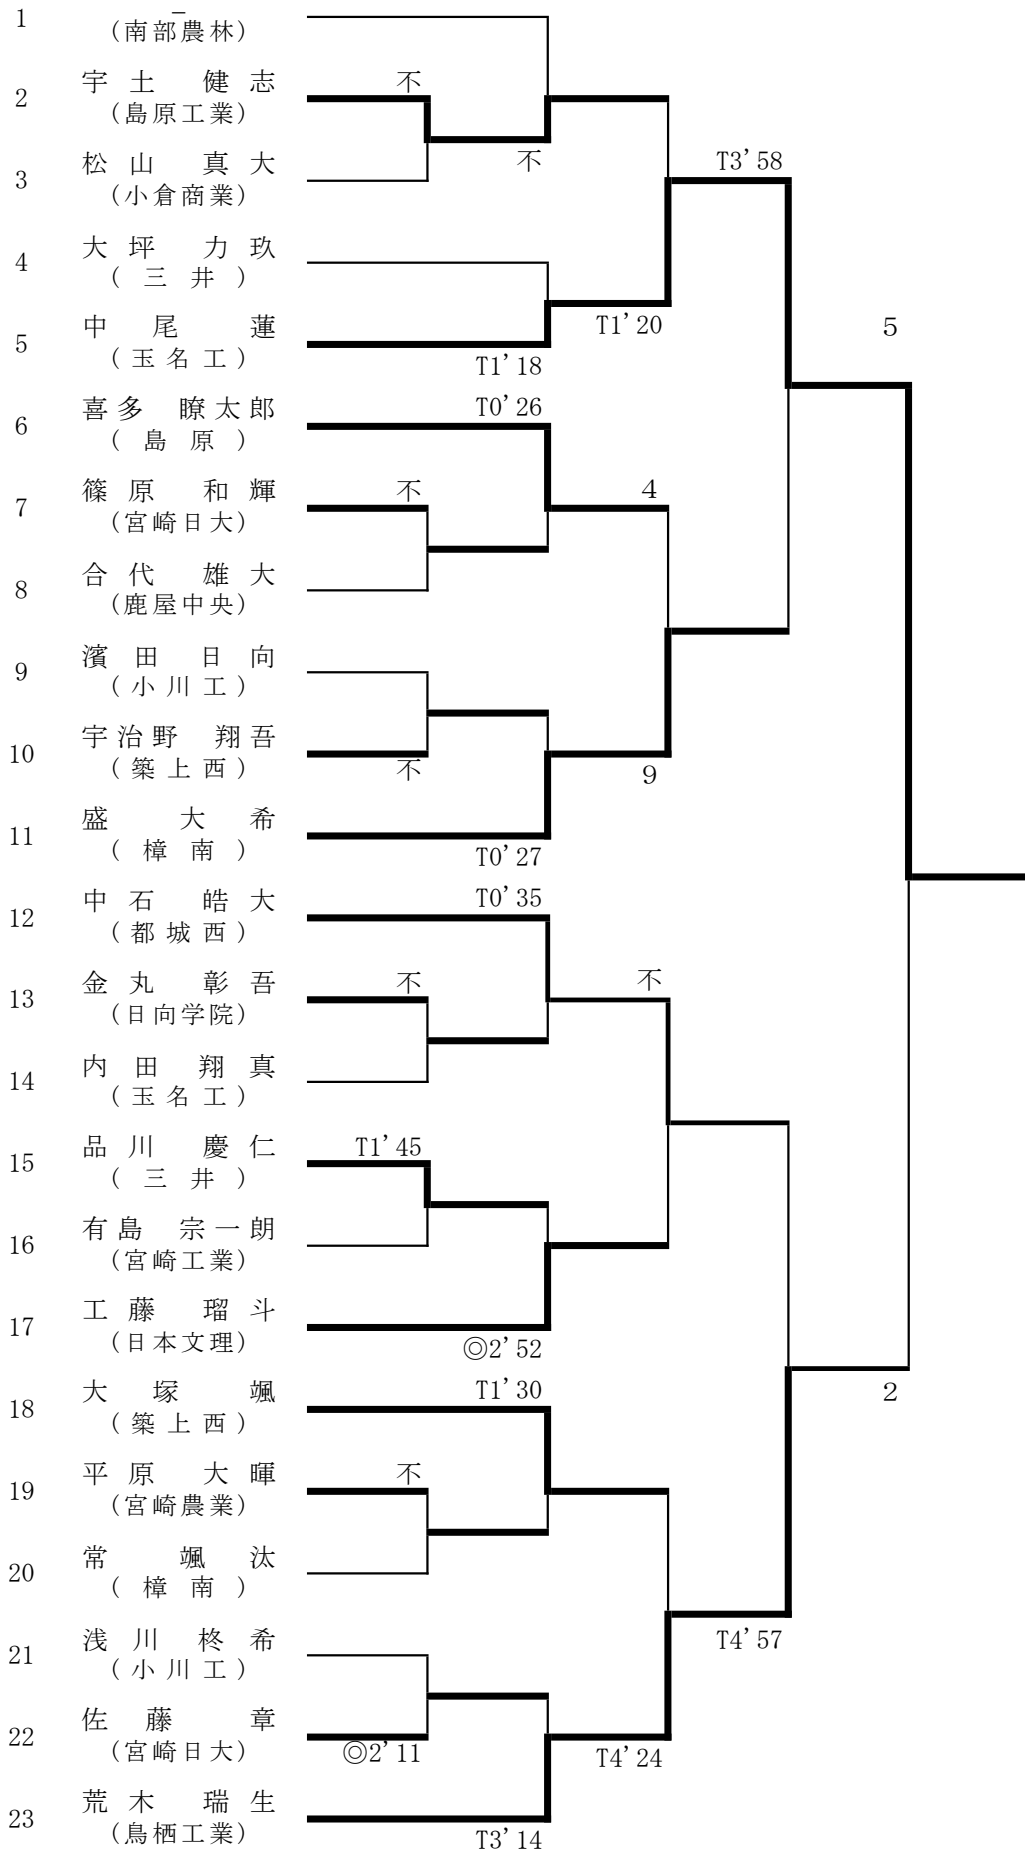 1
(南部農林)
宇土 健志
不
2
(島原工業)
不
松山 真大
3
(小倉商業)
T3'58
大坪 力玖
4
(三井)
中尾 蓮
T1'20
5
5
(玉名工)
T1'18
喜多 瞭太郎
T0'26
6
(島原)
篠原 和輝
不
4
7
(宮崎日大)
合代 雄大
8
(鹿屋中央)
濱田 日向
9
(小川工)
宇治野 翔吾
10
(築上西)
不
9
盛 大希
11
(樟南)
T0'27
中石 皓大
T0'35
12
(都城西)
金丸 彰吾
不
不
13
(日向学院)
内田 翔真
14
(玉名工)
品川 慶仁
T1'45
15
(三井)
有島 宗一朗
16
(宮崎工業)
工藤 瑠斗
17
(日本文理)
◎2'52
大塚 颯
T1'30
2
18
(築上西)
平原 大暉
不
19
(宮崎農業)
常 颯汰
20
(樟南)
浅川 柊希
T4'57
21
(小川工)
佐藤 章
22
(宮崎日大)
◎2'11
T4'24
荒木 瑞生
23
(鳥栖工業)
T3'14